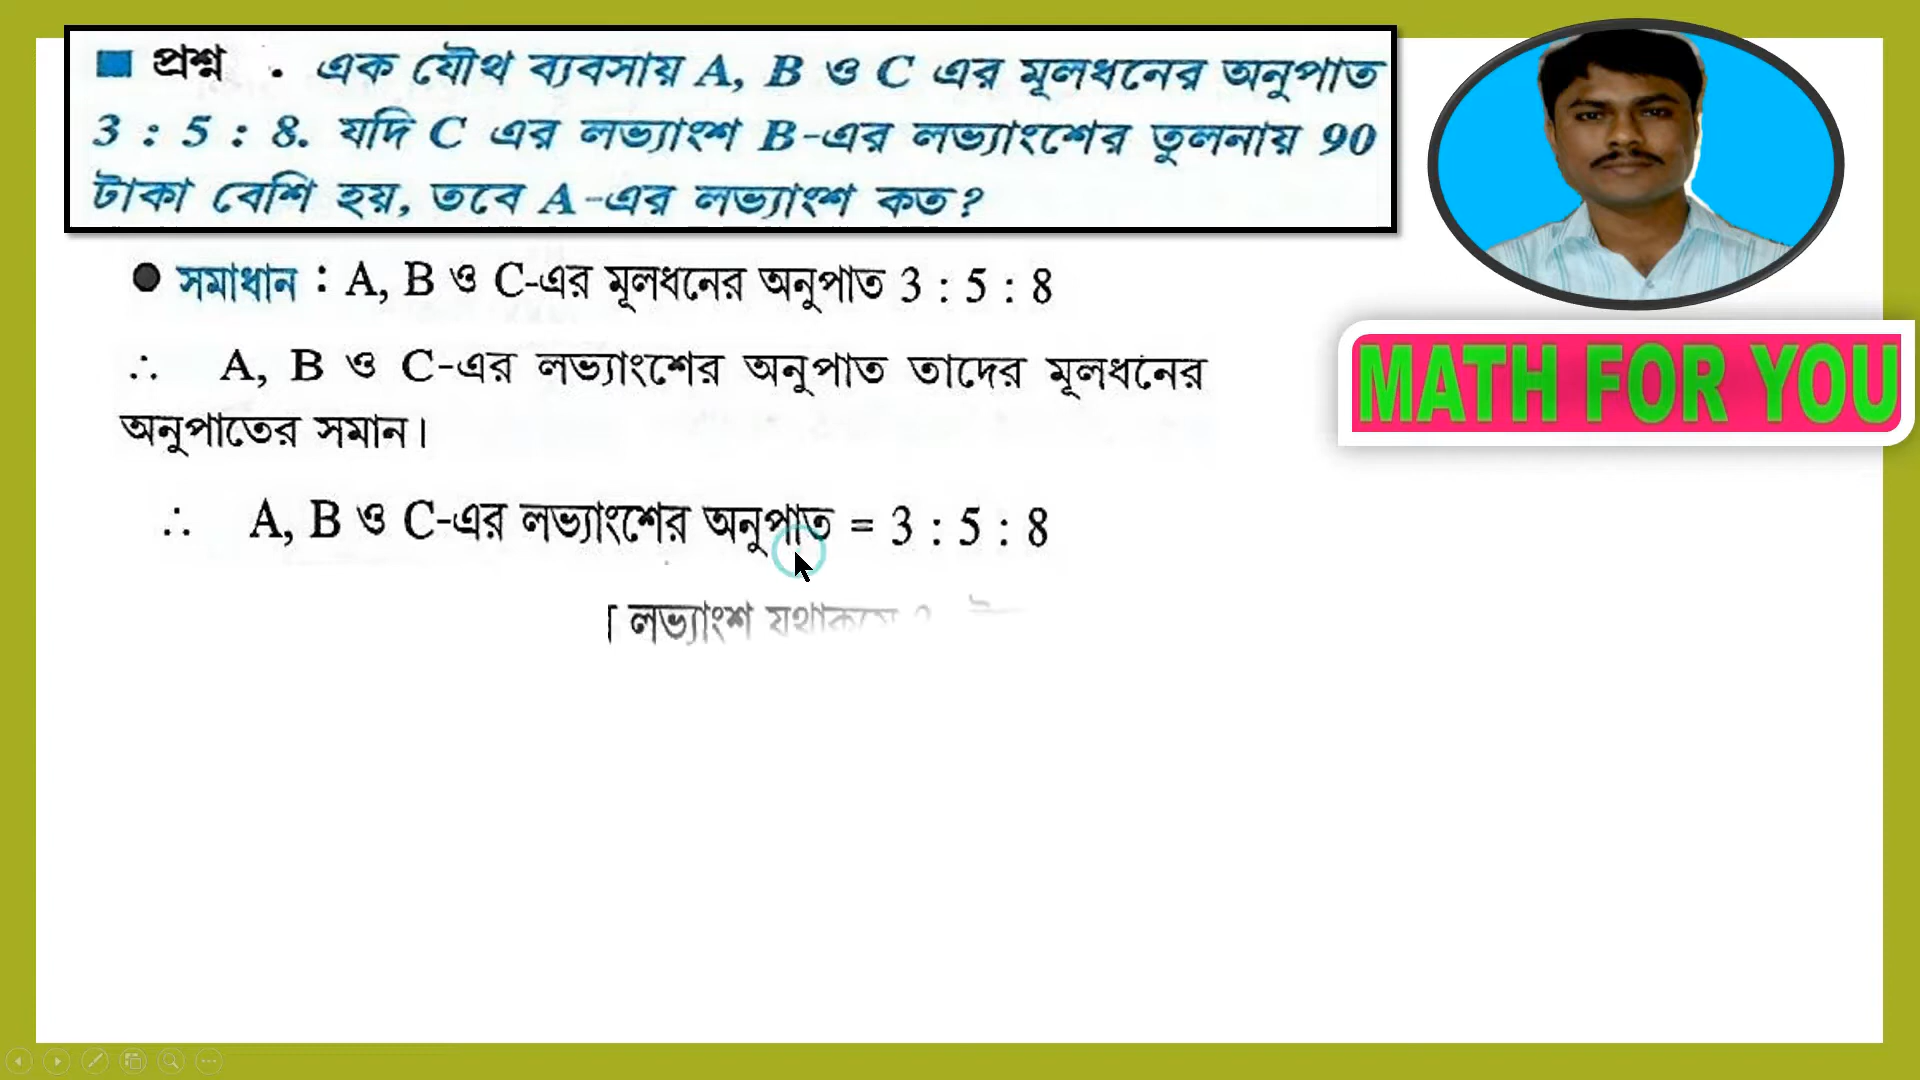 প্রশ্ন . এক যৌথ ব্যবসায় A, B ও C এর মূলধনের অনুপাত
3 : 5 : 8. যদি C এর লভ্যাংশ B-এর লভ্যাংশের তুলনায় 90
টাকা বেশি হয়, তবে A-এর লভ্যাংশ কত?
MATH FOR YOU
সমাধান : A, B ও C-এর মূলধনের অনুপাত 3 : 5 : 8
∴ A, B ও C-এর লভ্যাংশের অনুপাত তাদের মূলধনের
অনুপাতের সমান।
∴ A, B ও C-এর লভ্যাংশের অনুপাত = 3 : 5 : 8
লভ্যাংশ